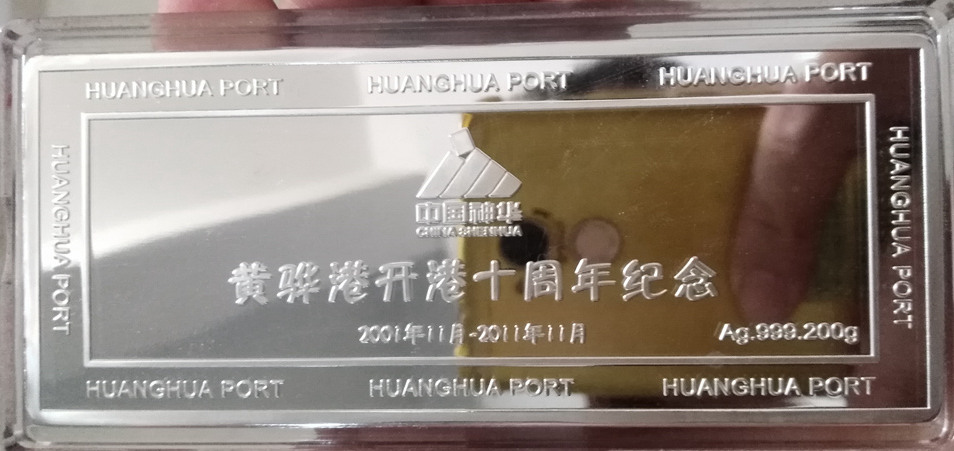 HUANGHUA PORT HUANGHUA PORT HUANGHUA PORT
HUANGHUA PORT
中国神华
CHINA SHENHUA
黄骅港开港十周年纪念
2001年11月-2011年11月
Ag.999.200g
HUANGHUA PORT
HUANGHUA PORT HUANGHUA PORT HUANGHUA PORT